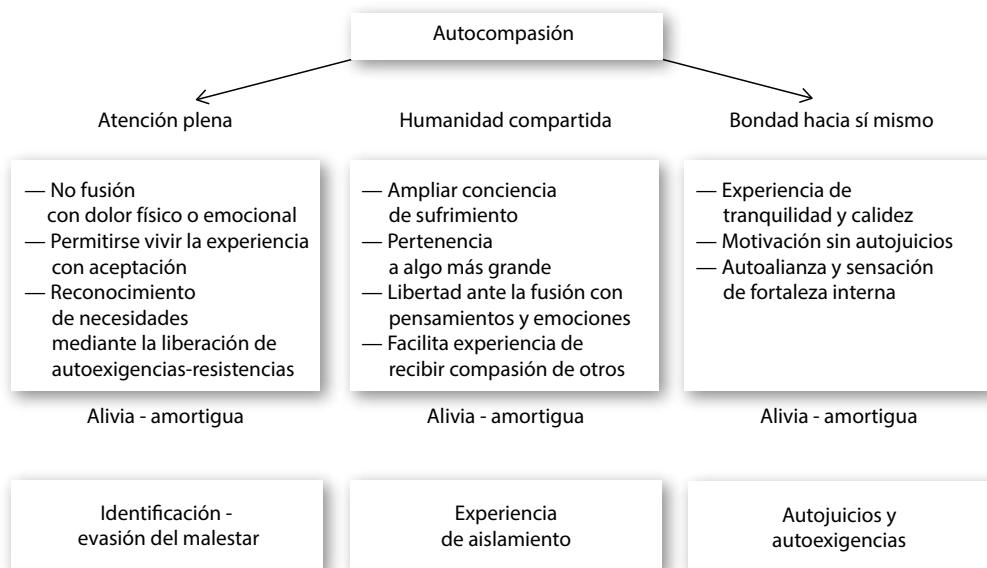 Autocompasión
Atención plena
— No fusión
con dolor físico o emocional
— Permitirse vivir la experiencia
con aceptación
— Reconocimiento
de necesidades
mediante la liberación de
autoexigencias-resistencias
Alivia - amortigua
Identificación -
evasión del malestar
Humanidad compartida
— Ampliar conciencia
de sufrimiento
— Pertenencia
a algo más grande
— Libertad ante la fusión con
pensamientos y emociones
— Facilita experiencia de
recibir compasión de otros
Alivia - amortigua
Experiencia
de aislamiento
Bondad hacia sí mismo
— Experiencia de
tranquilidad y calidez
— Motivación sin autojuicios
— Autoalianza y sensación
de fortaleza interna
Alivia - amortigua
Autojuicios y
autoexigencias